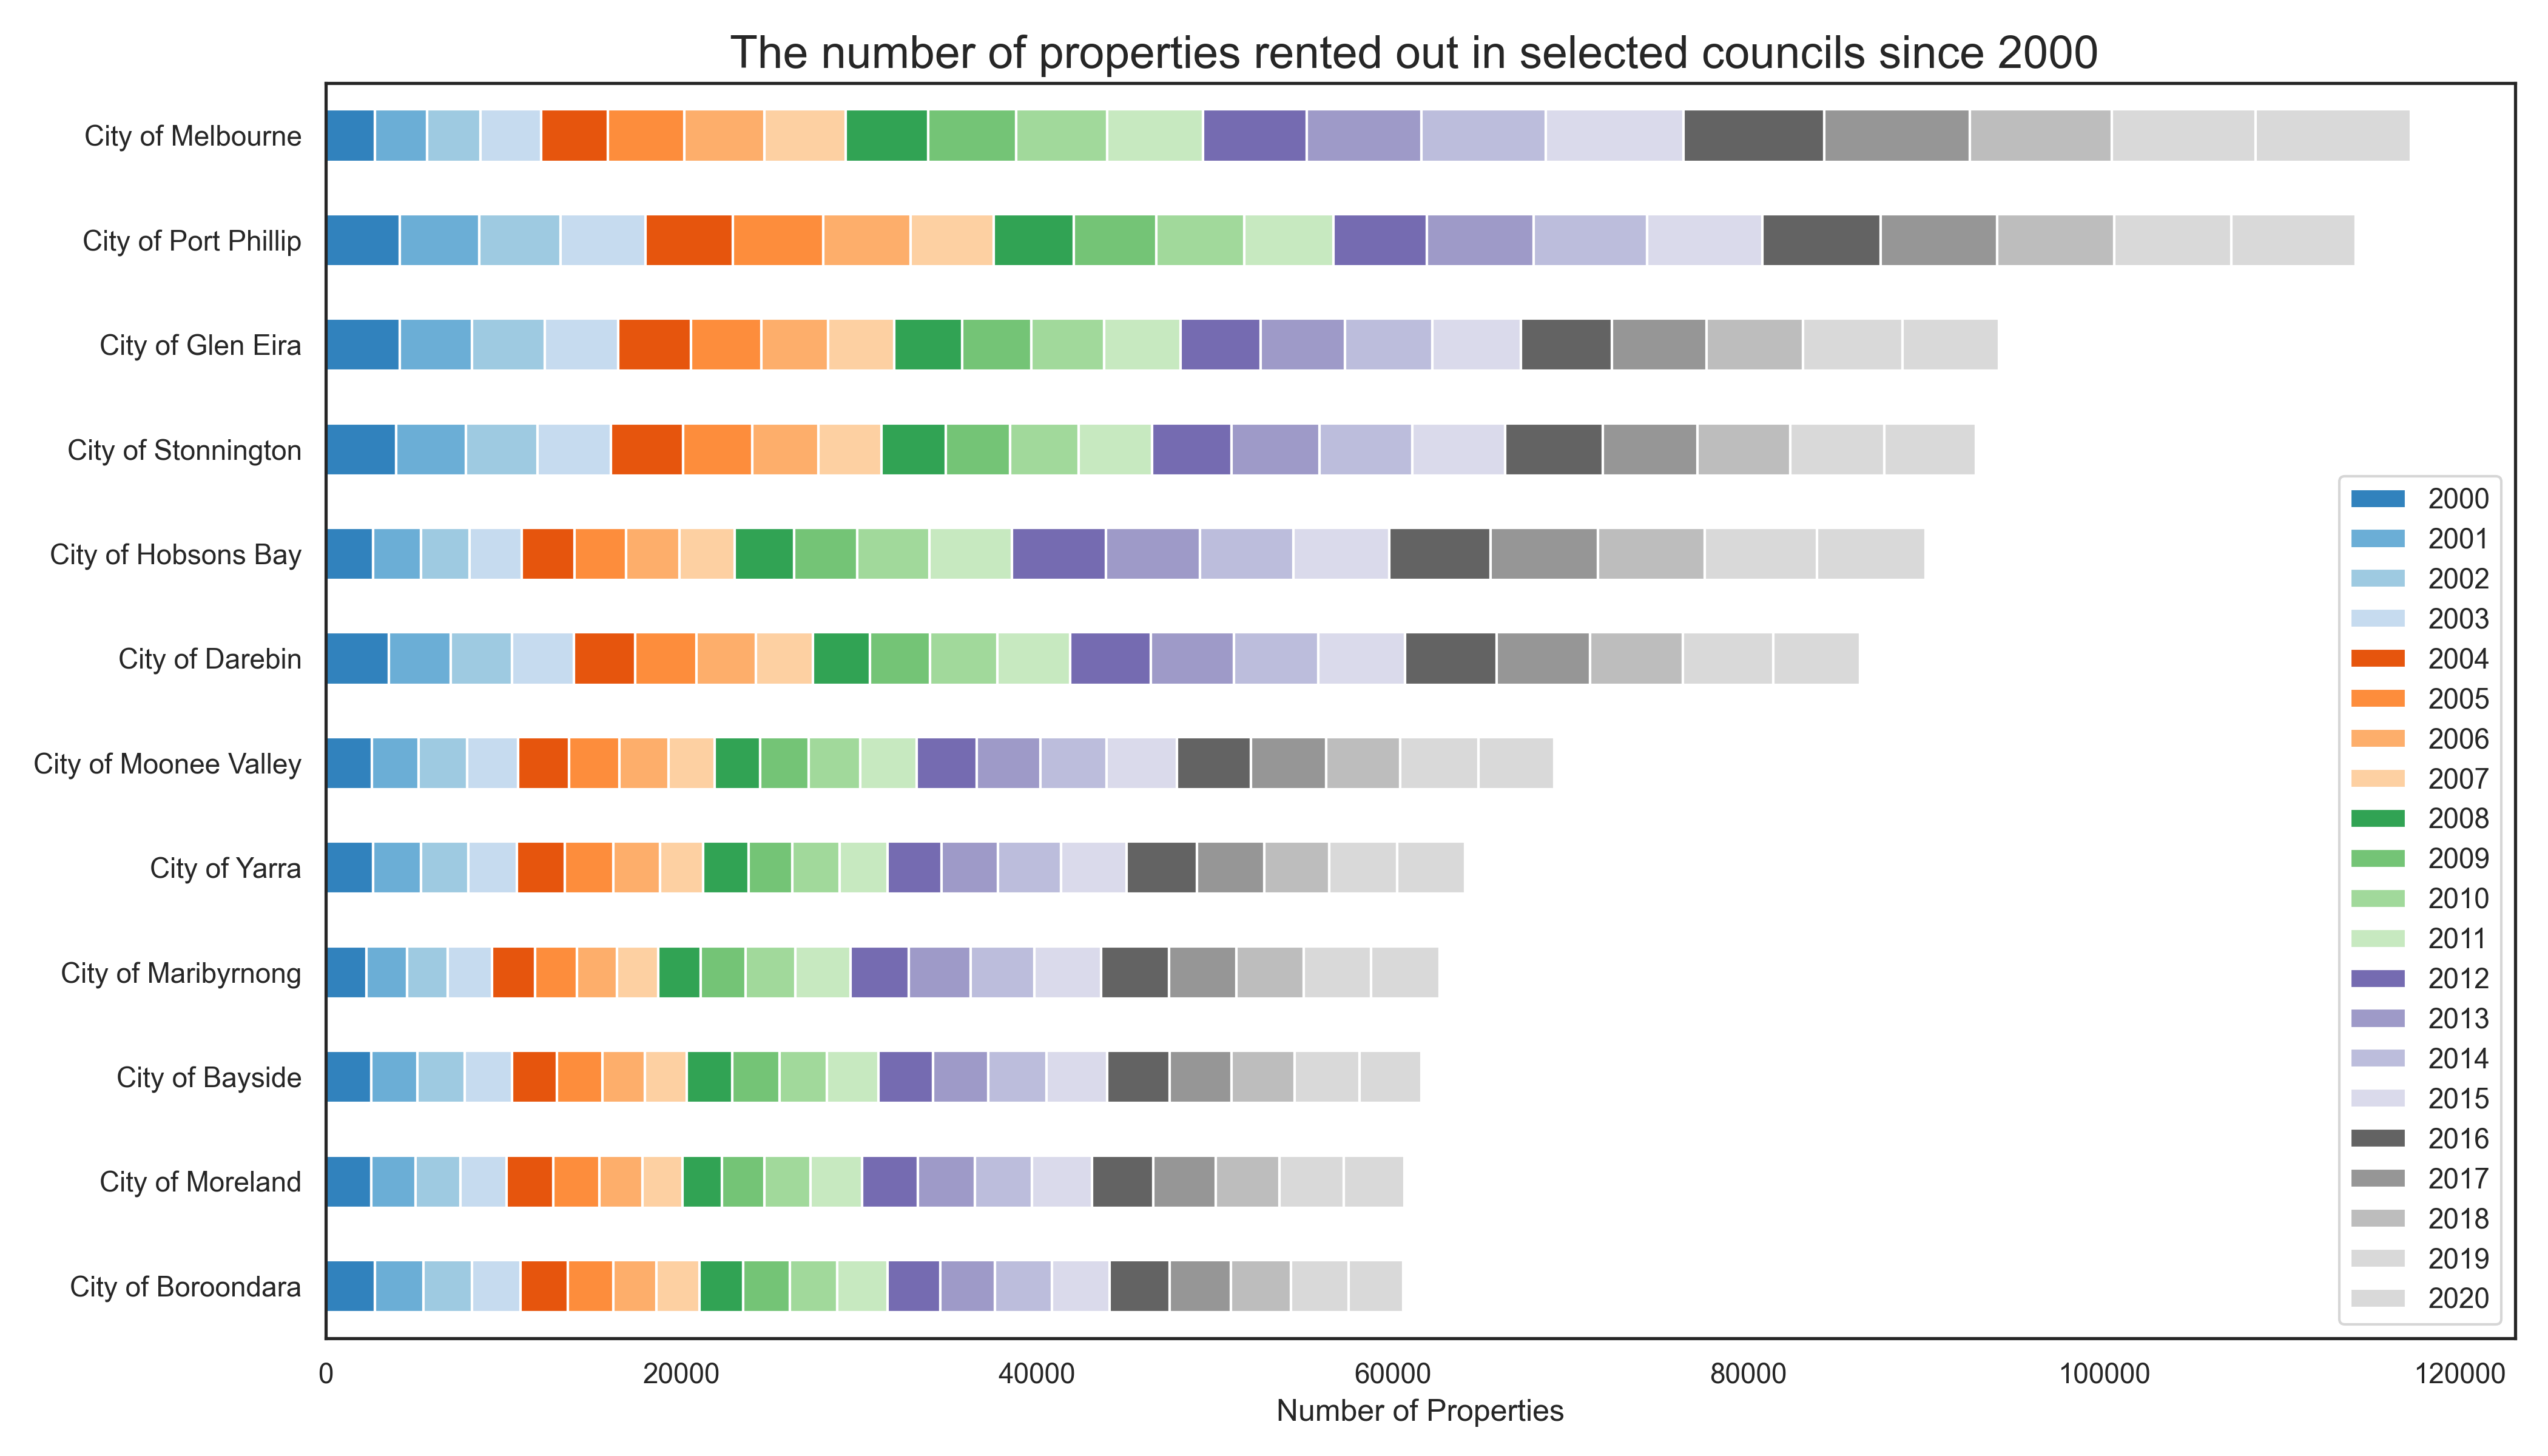 The number of properties rented out in selected councils since 2000
City of Melbourne
City of Port Phillip
City of Glen Eira
City of Stonnington
City of Hobsons Bay
City of Darebin
City of Moonee Valley
City of Yarra
City of Maribyrnong
City of Bayside
City of Moreland
City of Boroondara
2000
2001
2002
2003
2004
2005
2006
2007
2008
2009
2010
2011
2012
2013
2014
2015
2016
2017
2018
2019
2020
0 20000 40000 60000 80000 100000 120000
Number of Properties